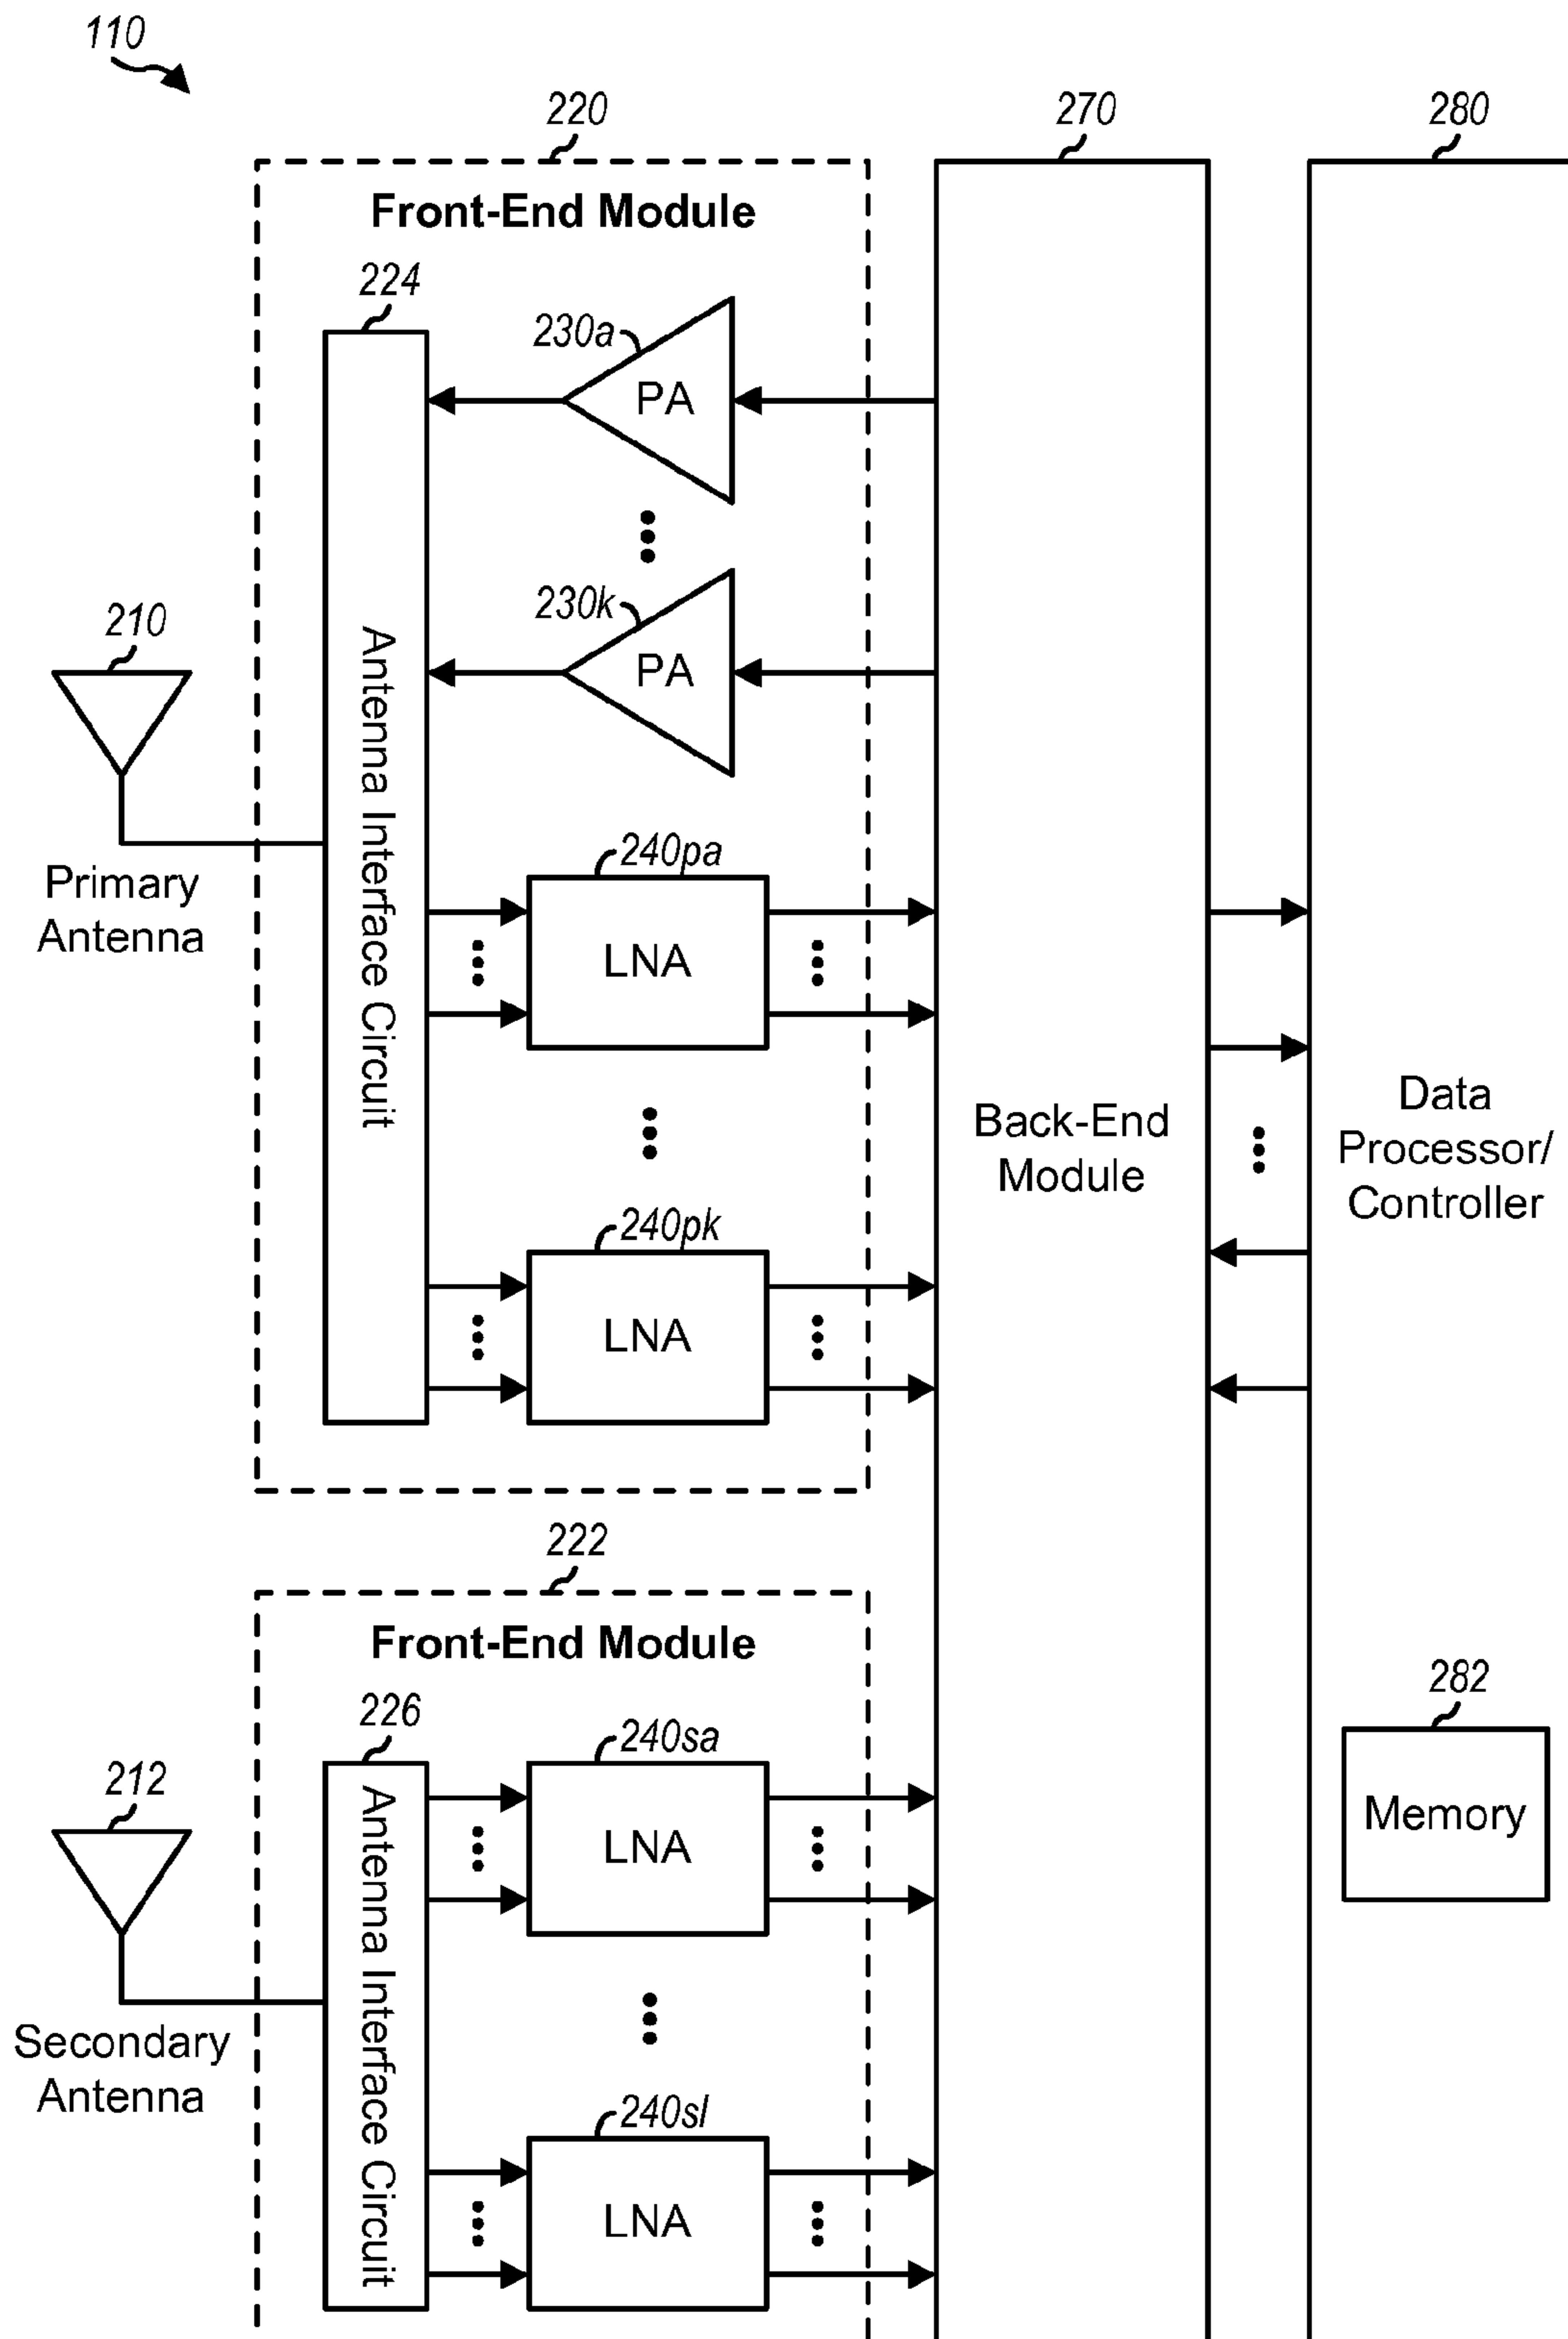 110
220
270
280
Front-End Module
224
230a
PA
230k
PA
210
Primary
Antenna
Antenna Interface Circuit
240pa
LNA
240pk
LNA
Back-End
Module
Data
Processor/
Controller
222
Front-End Module
226
240sa
LNA
282
Memory
212
Secondary
Antenna
Antenna Interface Circuit
240sl
LNA